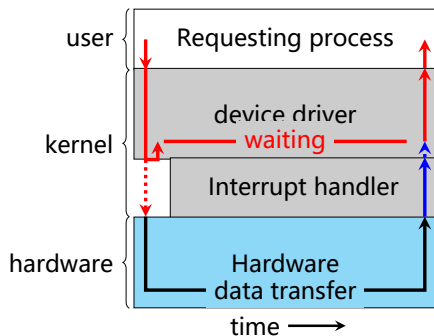 user
Requesting process
kernel
device driver
waiting
Interrupt handler
hardware
Hardware
data transfer
time